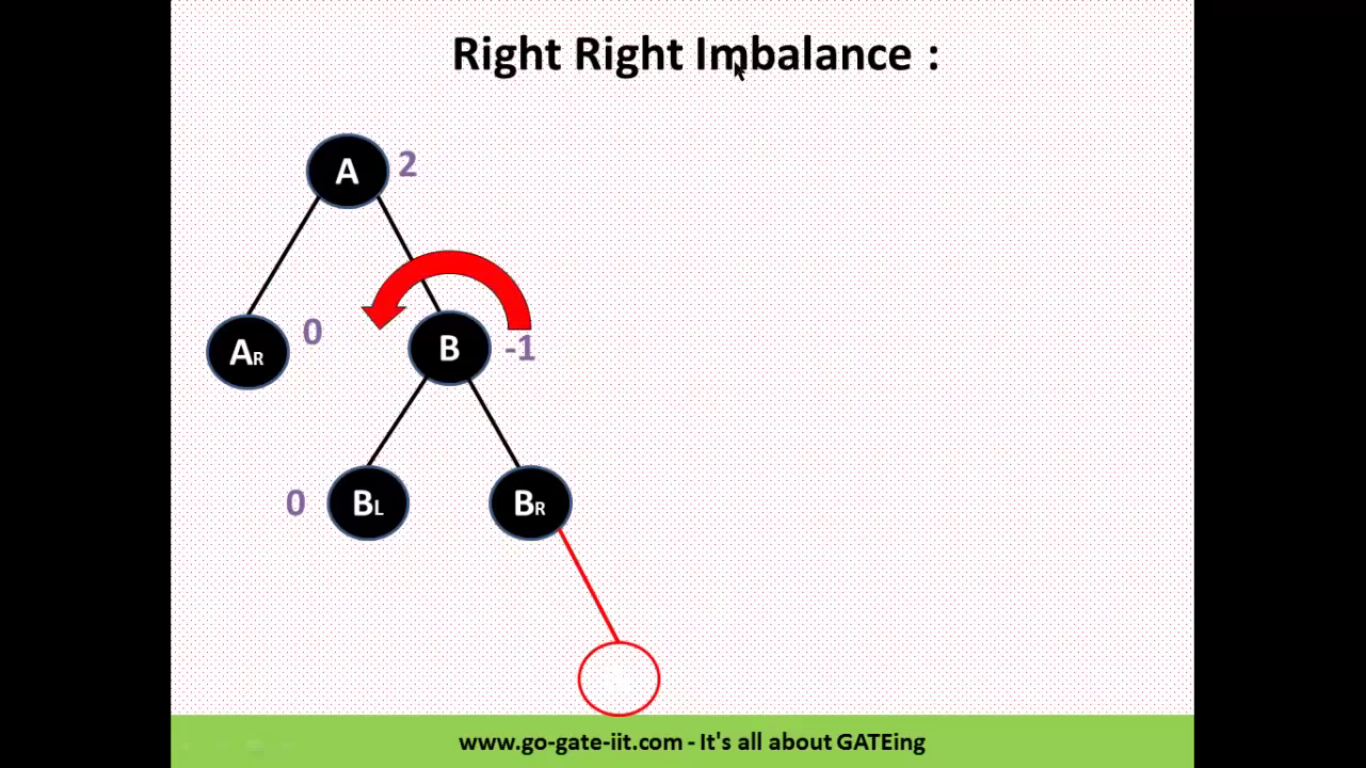 Right Right Imbalance :
A 2
AR 0
B -1
0 BL
BR
www.go-gate-iit.com - It's all about GATEing